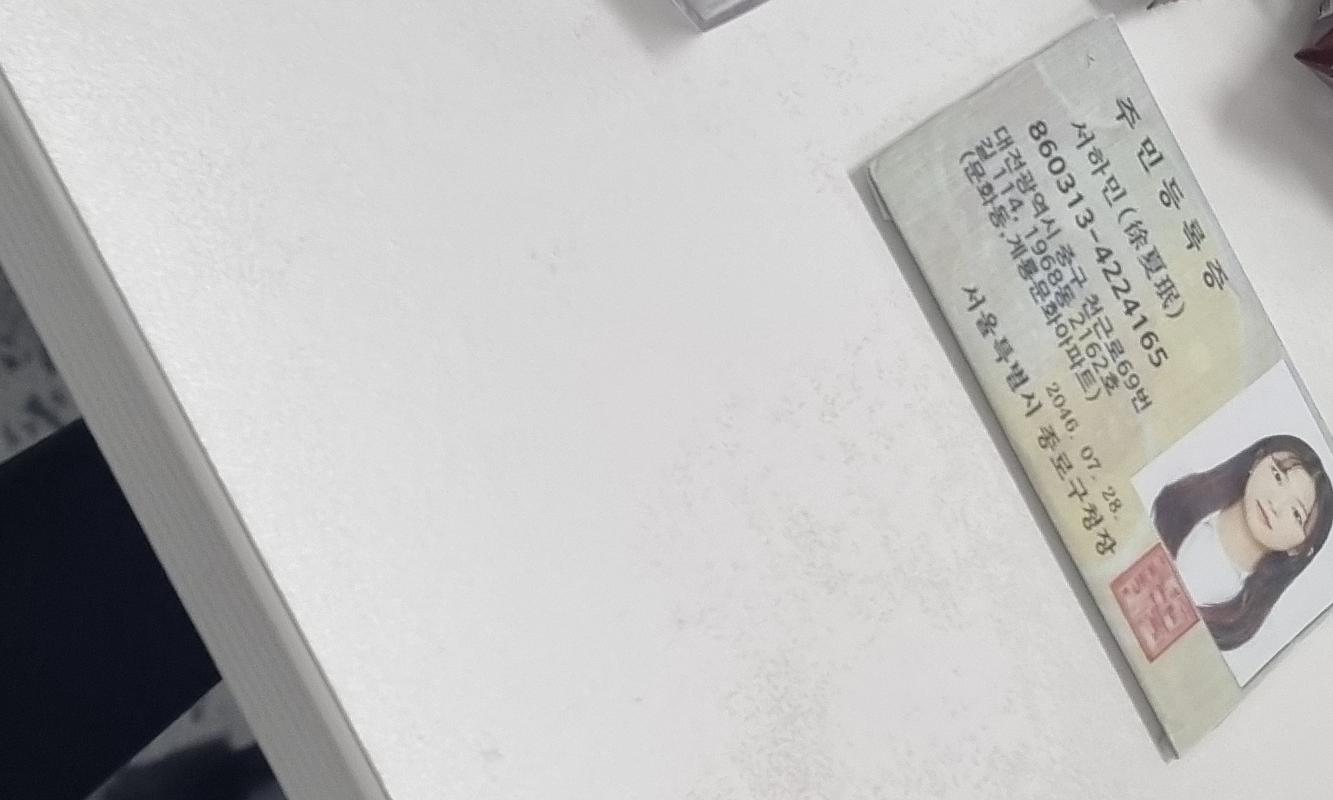 주민등록증
서하민(徐夏珉)
860313-4224165
대전광역시 중구 천근로69번
길 114, 1968동 2162호
(문화동,계룡문화아파트)
2046. 07. 28.
서울특별시 종로구청장